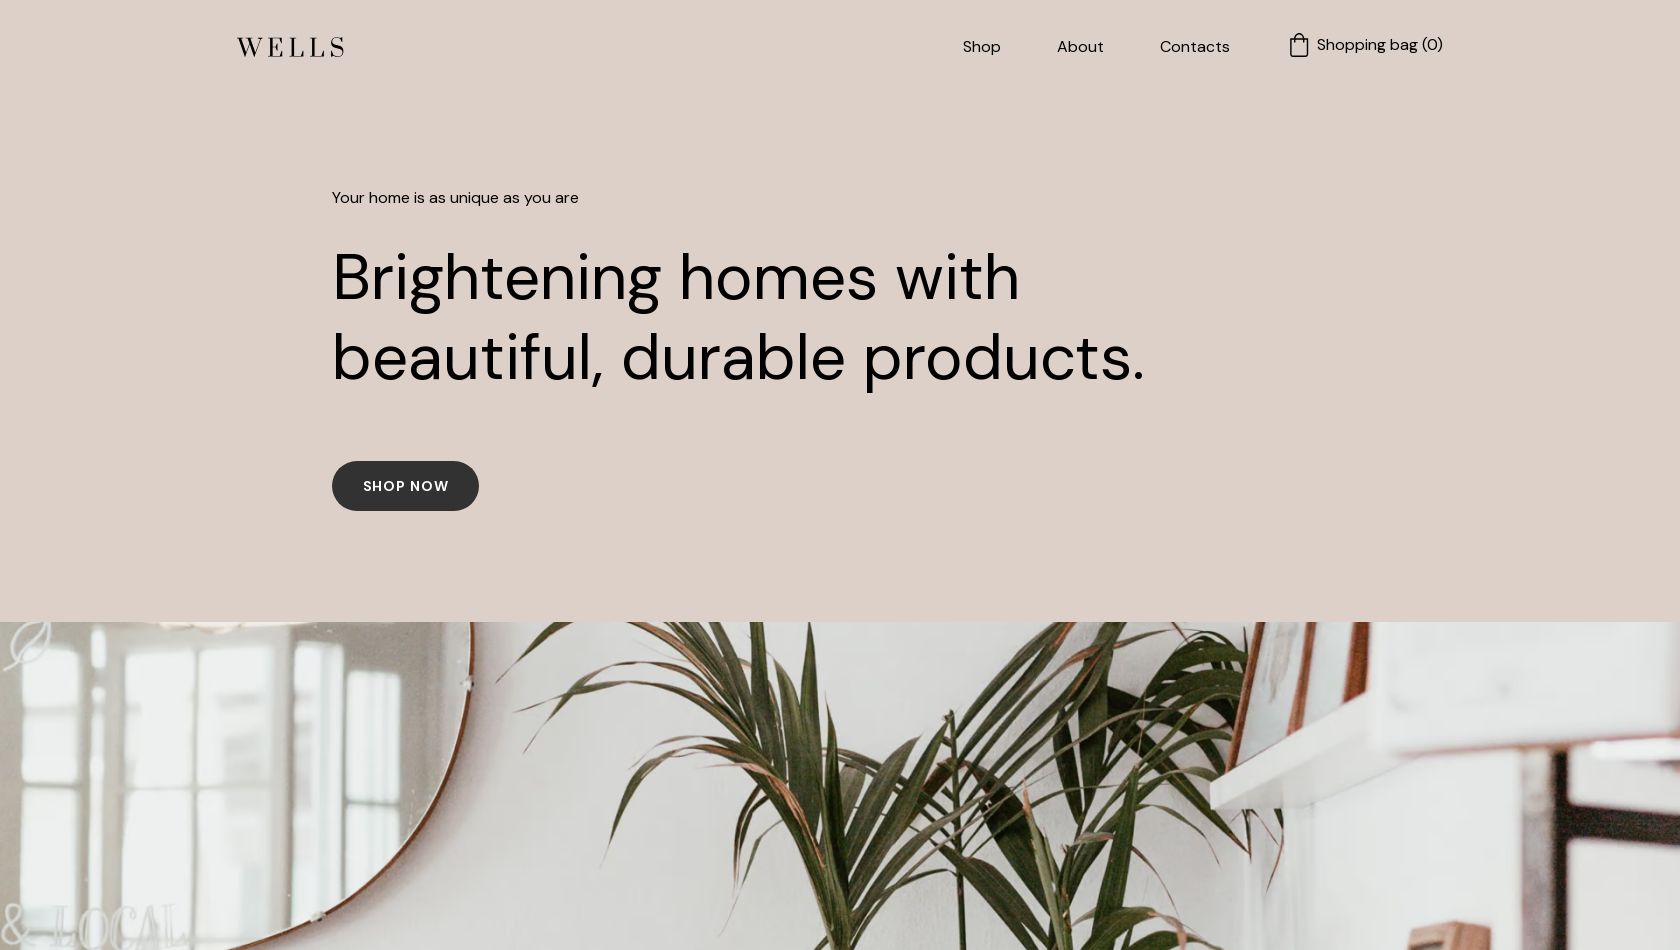 WELLS
Shop
About
Contacts
Shopping bag (0)
Your home is as unique as you are
Brightening homes with
beautiful, durable products.
SHOP NOW
& LOCAL